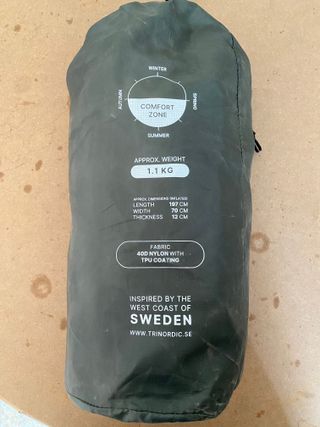 WINTER
AUTUMN
SPRING
COMFORT
ZONE
SUMMER
APPROX. WEIGHT
1.1 KG
APPROX. DIMENSIONS INFLATED
LENGTH 197 CM
WIDTH 70 CM
THICKNESS 12 CM
FABRIC
40D NYLON WITH
TPU COATING
INSPIRED BY THE
WEST COAST OF
SWEDEN
WWW.TRINORDIC.SE